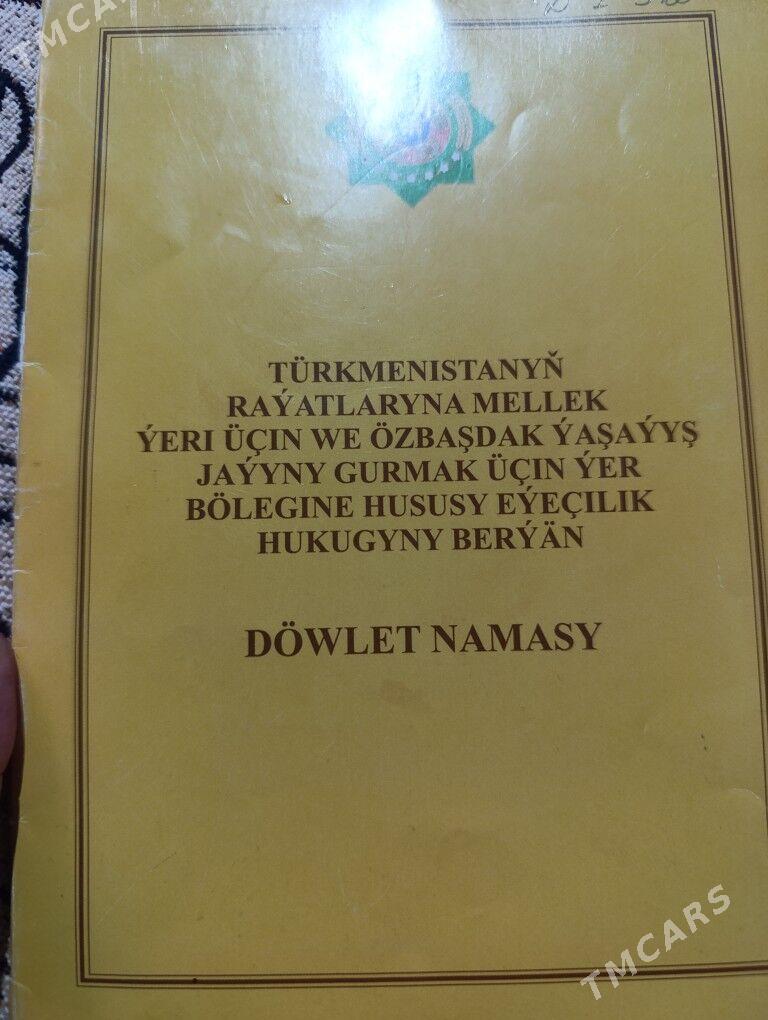 TMCARS
TÜRKMENISTANYŇ
RAÝATLARYNA MELLEK
ÝERI ÜÇIN WE ÖZBAŞDAK ÝAŞAÝYŞ
JAÝYNY GURMAK ÜÇIN ÝER
BÖLEGINE HUSUSY EÝEÇILIK
HUKUGYNY BERÝÄN
DÖWLET NAMASY
TMCARS